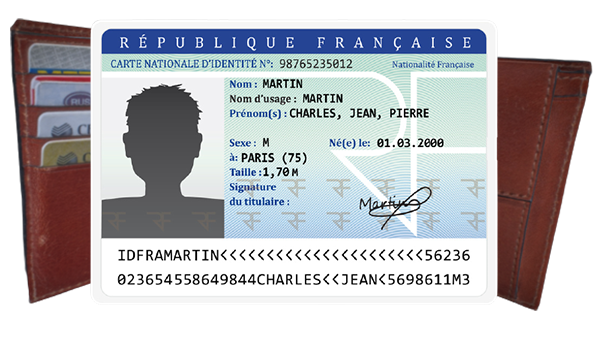 RÉPUBLIQUE FRANÇAISE
CARTE NATIONALE D'IDENTITÉ N°: 98765235012 Nationalité Française
Nom : MARTIN
Nom d'usage : MARTIN
Prénom(s) : CHARLES, JEAN, PIERRE
Sexe : M Né(e) le: 01.03.2000
à: PARIS (75)
Taille : 1,70 M
Signature
du titulaire :
Martin
IDFRAMARTIN<<<<<<<<<<<<<<<<<<<<<<<<<56236
023654558649844CHARLES<<JEAN<5698611M3